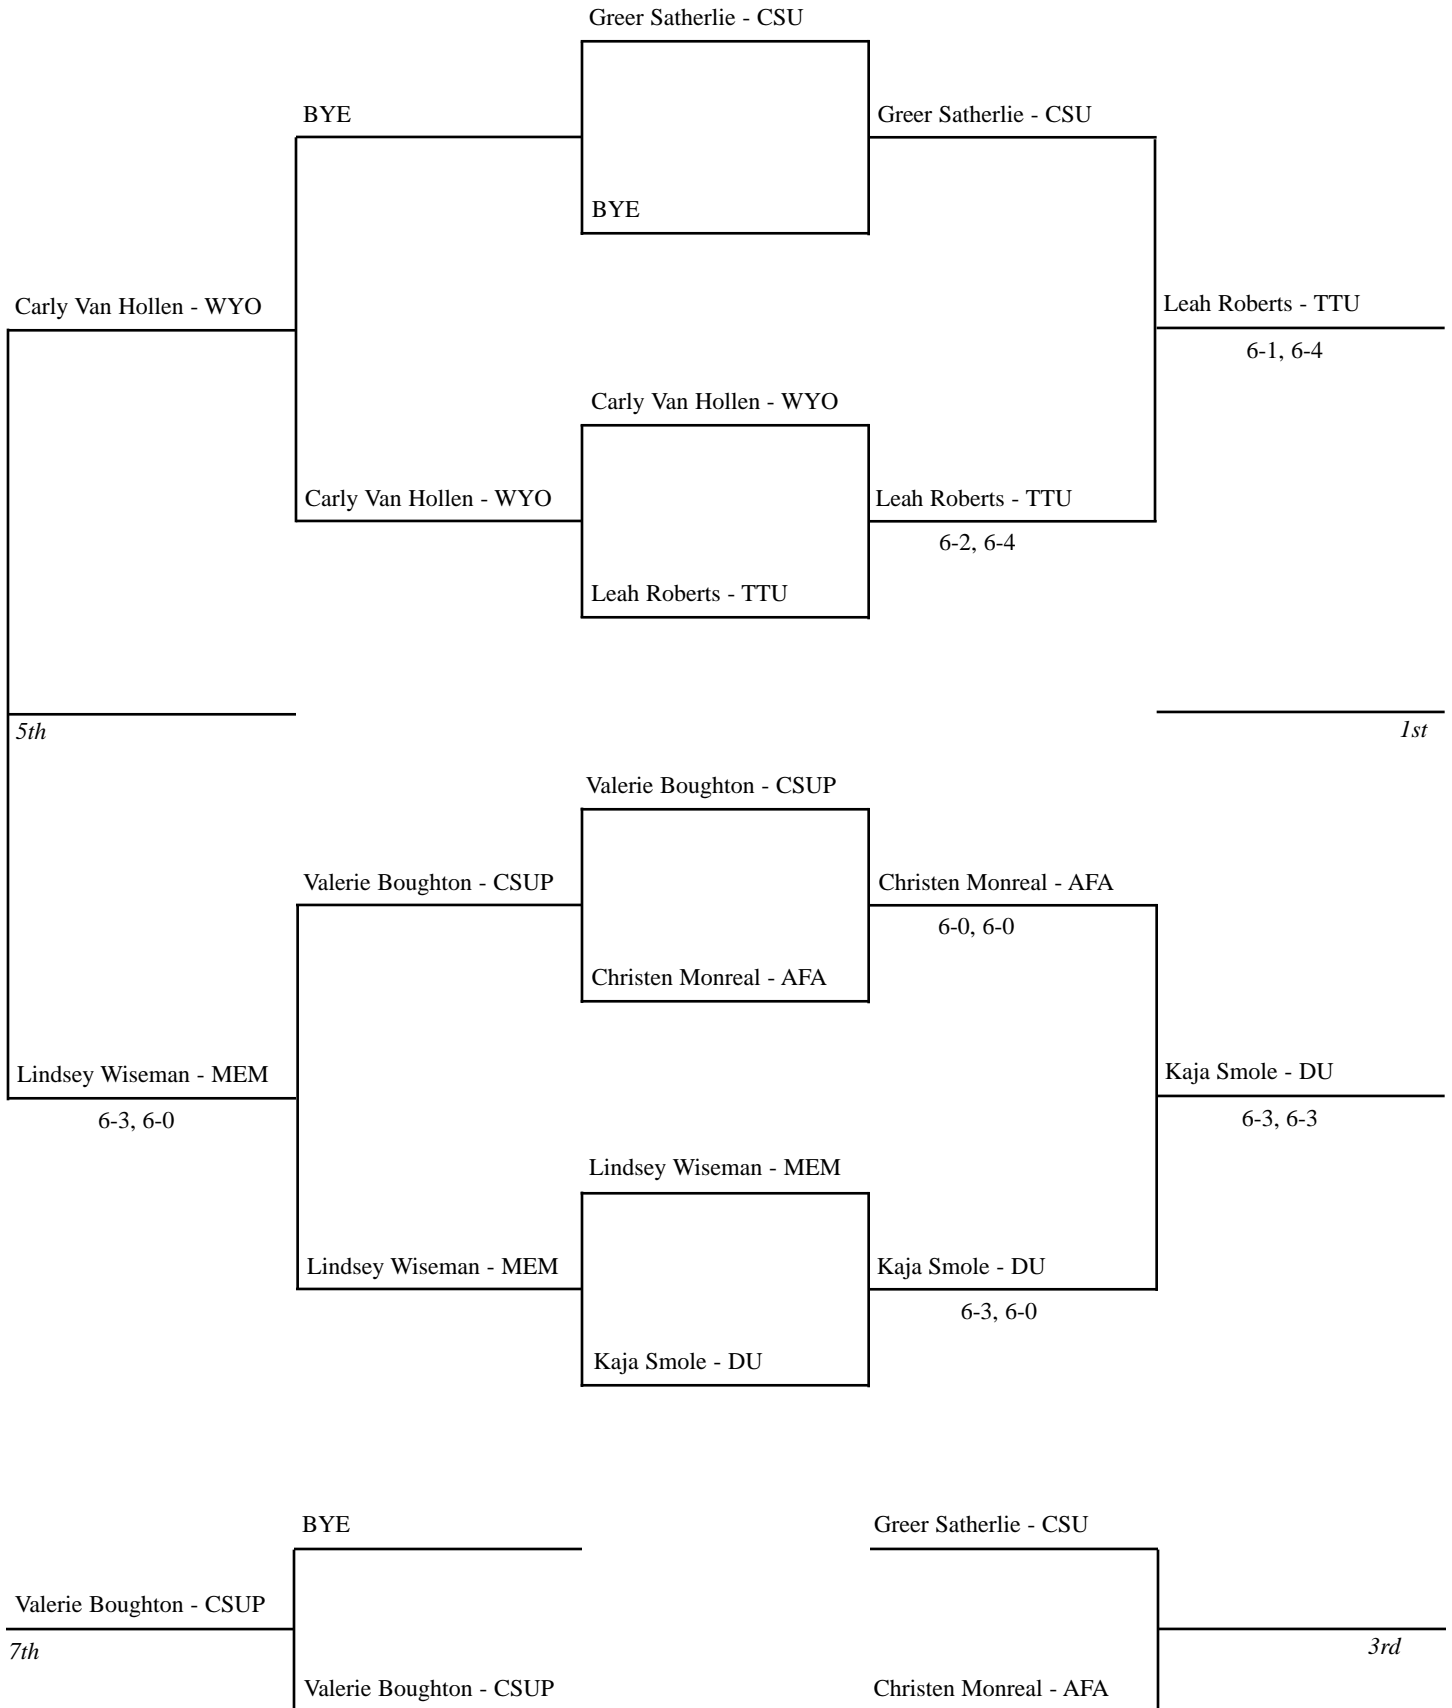 Greer Satherlie - CSU
BYE
Greer Satherlie - CSU
BYE
Carly Van Hollen - WYO
Leah Roberts - TTU
6-1, 6-4
Carly Van Hollen - WYO
Carly Van Hollen - WYO
Leah Roberts - TTU
6-2, 6-4
Leah Roberts - TTU
5th
1st
Valerie Boughton - CSUP
Valerie Boughton - CSUP
Christen Monreal - AFA
6-0, 6-0
Christen Monreal - AFA
Lindsey Wiseman - MEM
6-3, 6-0
Kaja Smole - DU
6-3, 6-3
Lindsey Wiseman - MEM
Lindsey Wiseman - MEM
Kaja Smole - DU
6-3, 6-0
Kaja Smole - DU
BYE
Greer Satherlie - CSU
Valerie Boughton - CSUP
7th
3rd
Valerie Boughton - CSUP
Christen Monreal - AFA